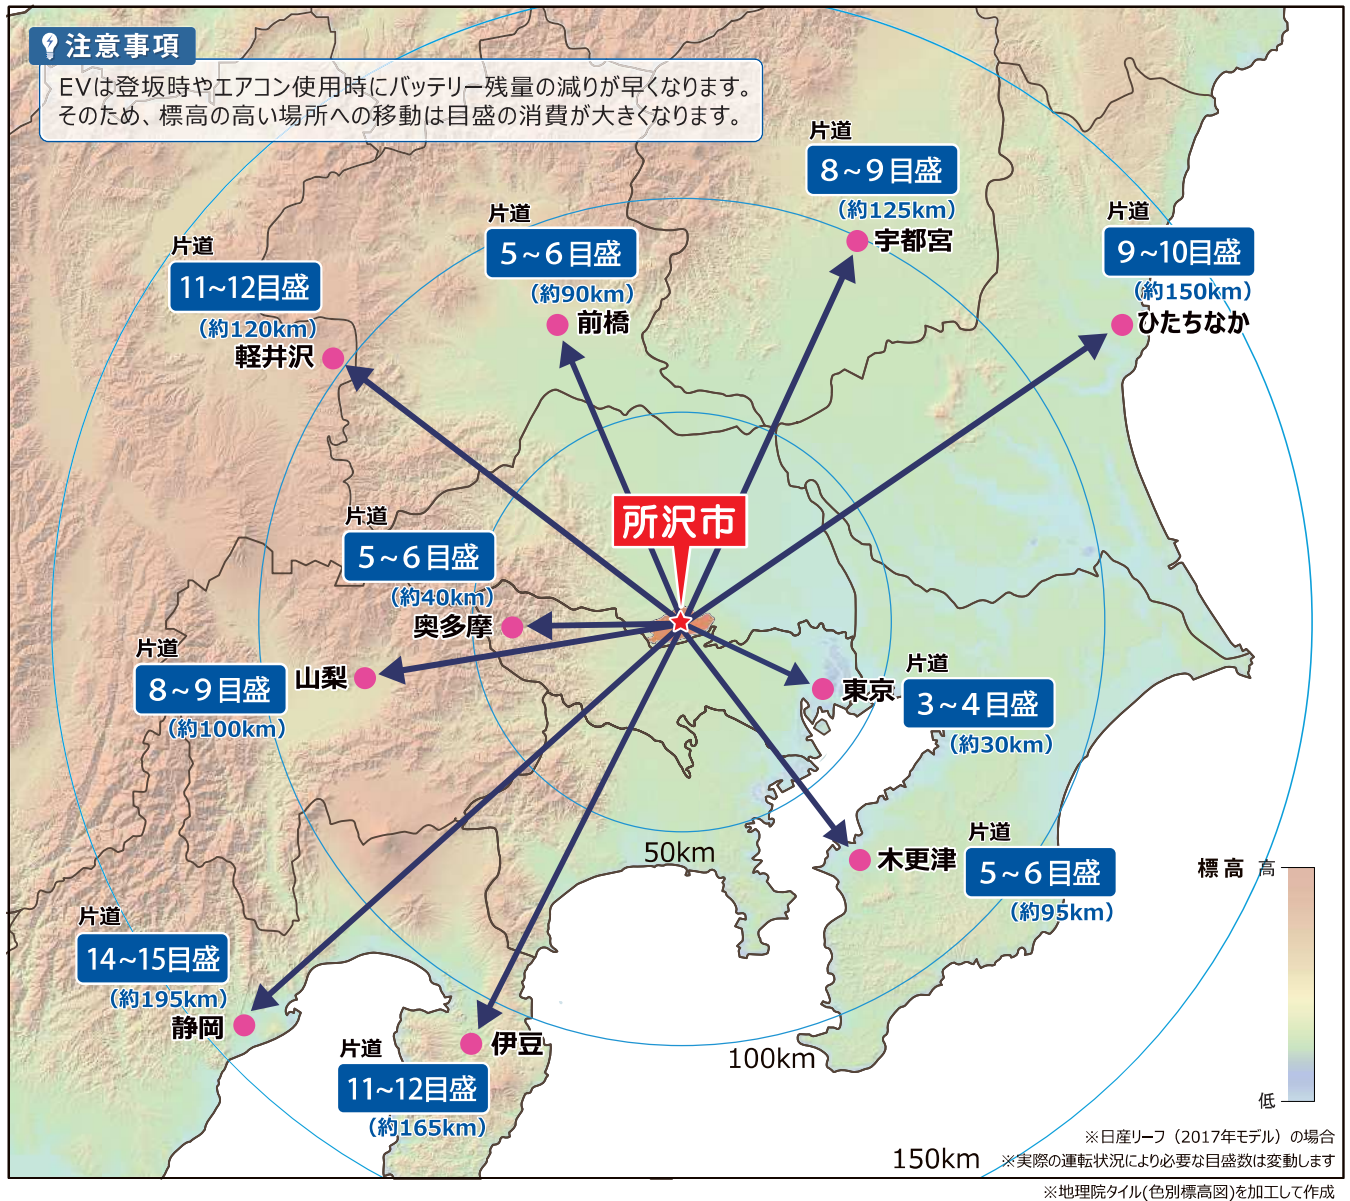 注意事項
EVは登坂時やエアコン使用時にバッテリー残量の減りが早くなります。
そのため、標高の高い場所への移動は目盛の消費が大きくなります。
片道
8~9目盛
(約125km)
宇都宮
片道
5~6目盛
(約90km)
前橋
片道
9~10目盛
(約150km)
ひたちなか
片道
11~12目盛
(約120km)
軽井沢
所沢市
片道
5~6目盛
(約40km)
奥多摩
片道
8~9目盛
(約100km)
山梨
東京
片道
3~4目盛
(約30km)
50km
木更津
片道
5~6目盛
(約95km)
標高
高
低
片道
14~15目盛
(約195km)
静岡
伊豆
片道
11~12目盛
(約165km)
100km
150km
※日産リーフ(2017年モデル)の場合
※実際の運転状況により必要な目盛数は変動します
※地理院タイル(色別標高図)を加工して作成